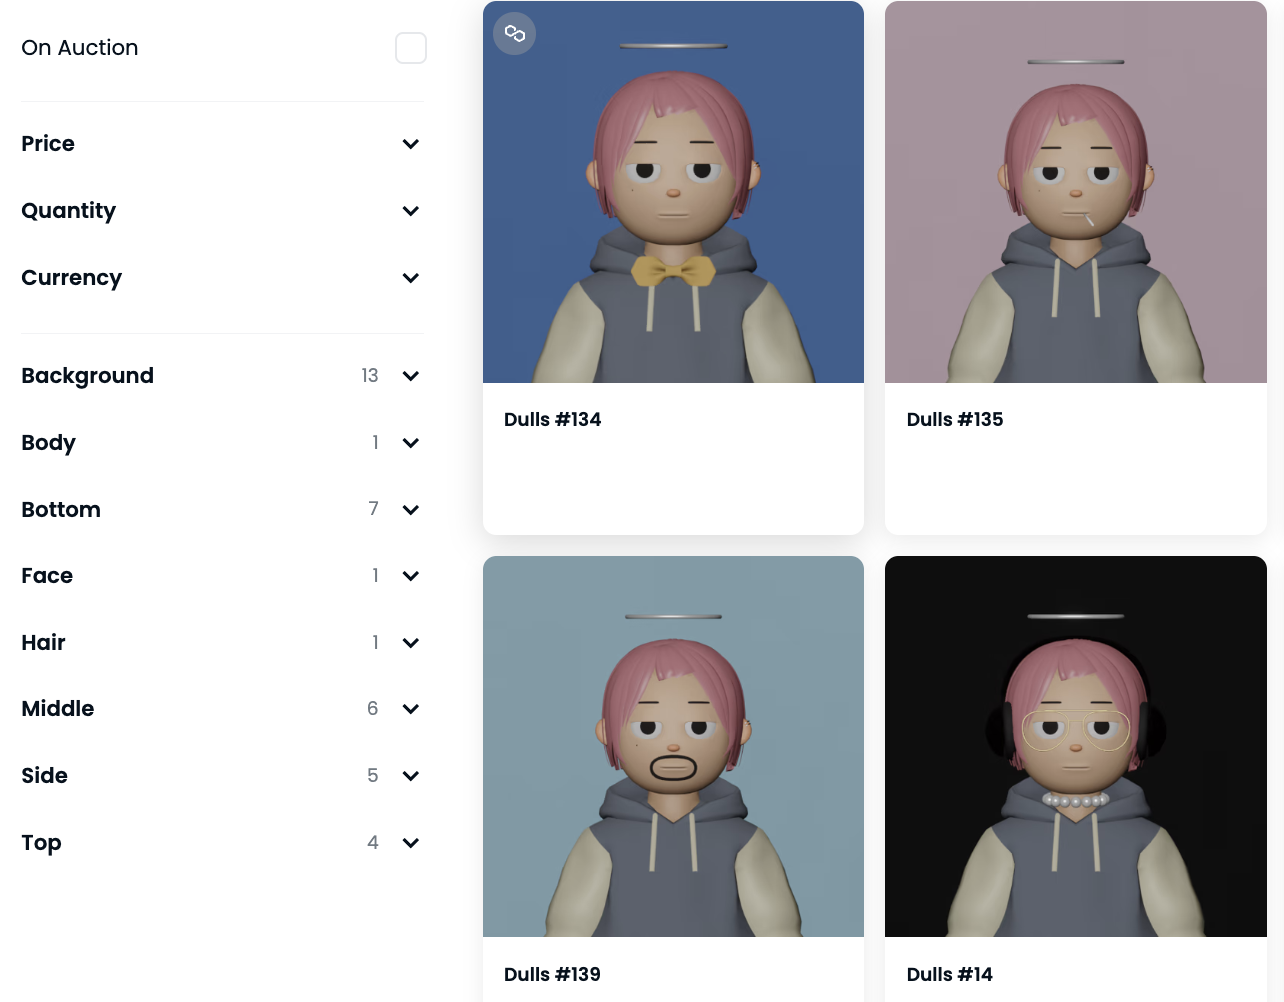 On Auction
Price
Quantity
Currency
Background 13
Body 1
Bottom 7
Face 1
Hair 1
Middle 6
Side 5
Top 4
Dulls #134
Dulls #135
Dulls #139
Dulls #14